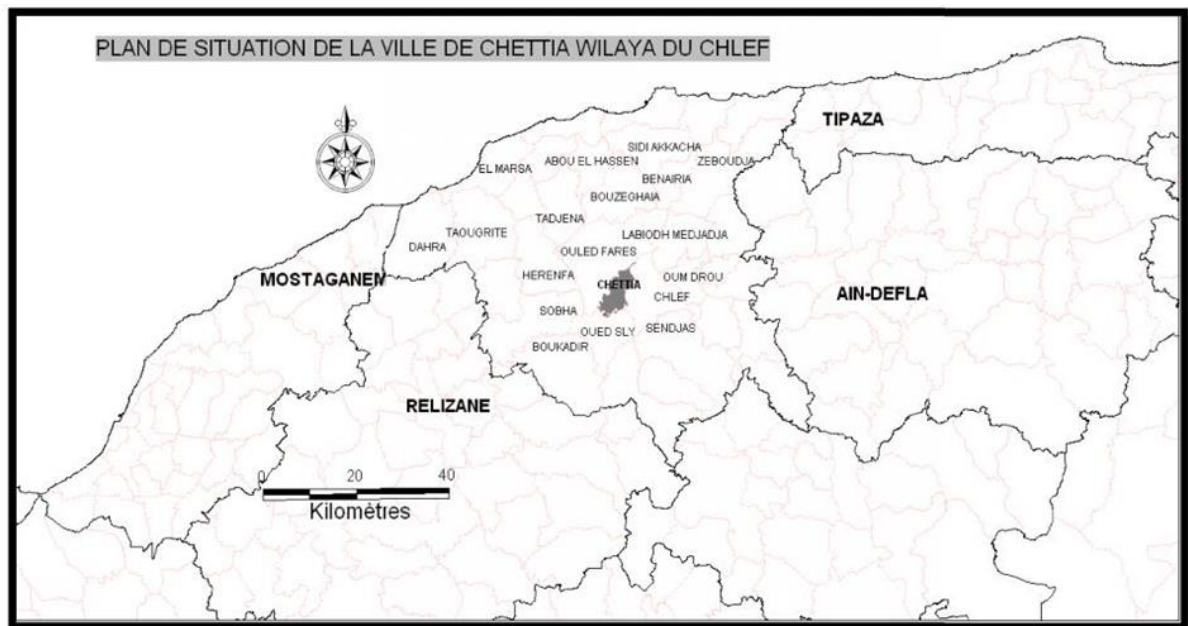 PLAN DE SITUATION DE LA VILLE DE CHETTIA WILAYA DU CHLEF
TIPAZA
SIDI AKKACHA
EL MARSA
ABOU EL HASSEN
ZEBOUDJA
BENAIRIA
BOUZEGHAIA
TADJENA
TAOUGRITE
LABIODH MEDJADJA
DAHRA
OULED FARES
MOSTAGANEM
HERENFA
OUM DROU
CHETTIA
AIN-DEFLA
CHLEF
SOBHA
OUED SLY
SENDJAS
BOUKADIR
RELIZANE
0 20 40
Kilomètres